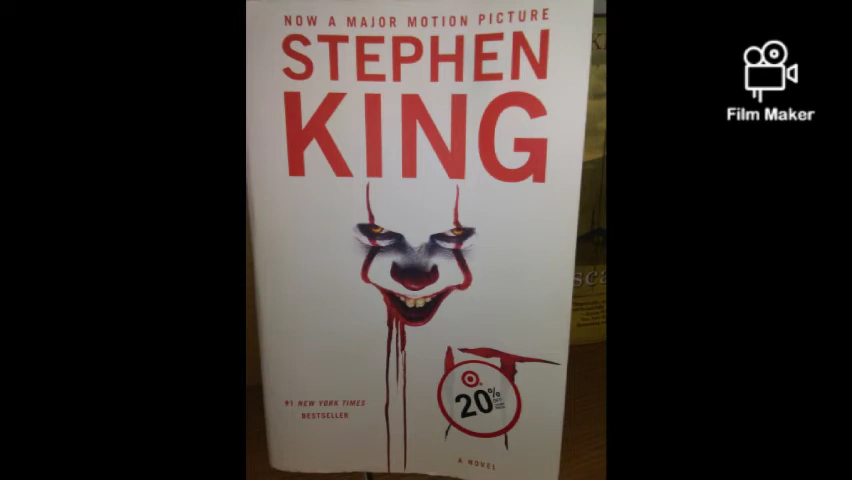 NOW A MAJOR MOTION PICTURE
STEPHEN
KING
Film Maker
IT
20%
#1 NEW YORK TIMES
BESTSELLER
A NOVEL